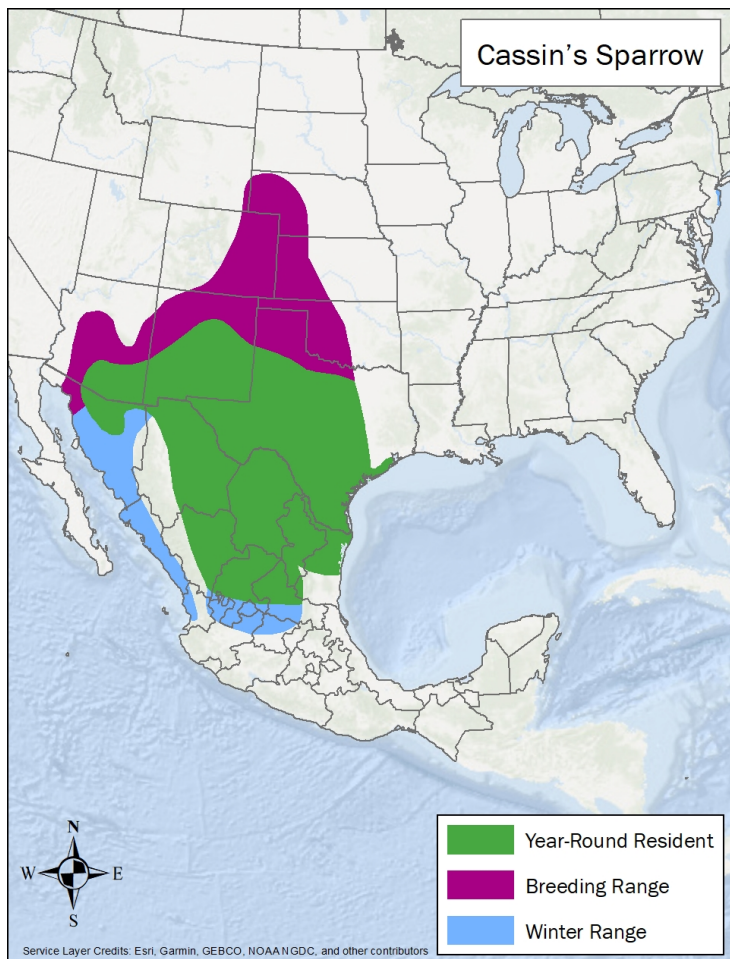 Cassin's Sparrow
N
W E
S
Year-Round Resident
Breeding Range
Winter Range
Service Layer Credits: Esri, Garmin, GEBCO, NOAA NGDC, and other contributors